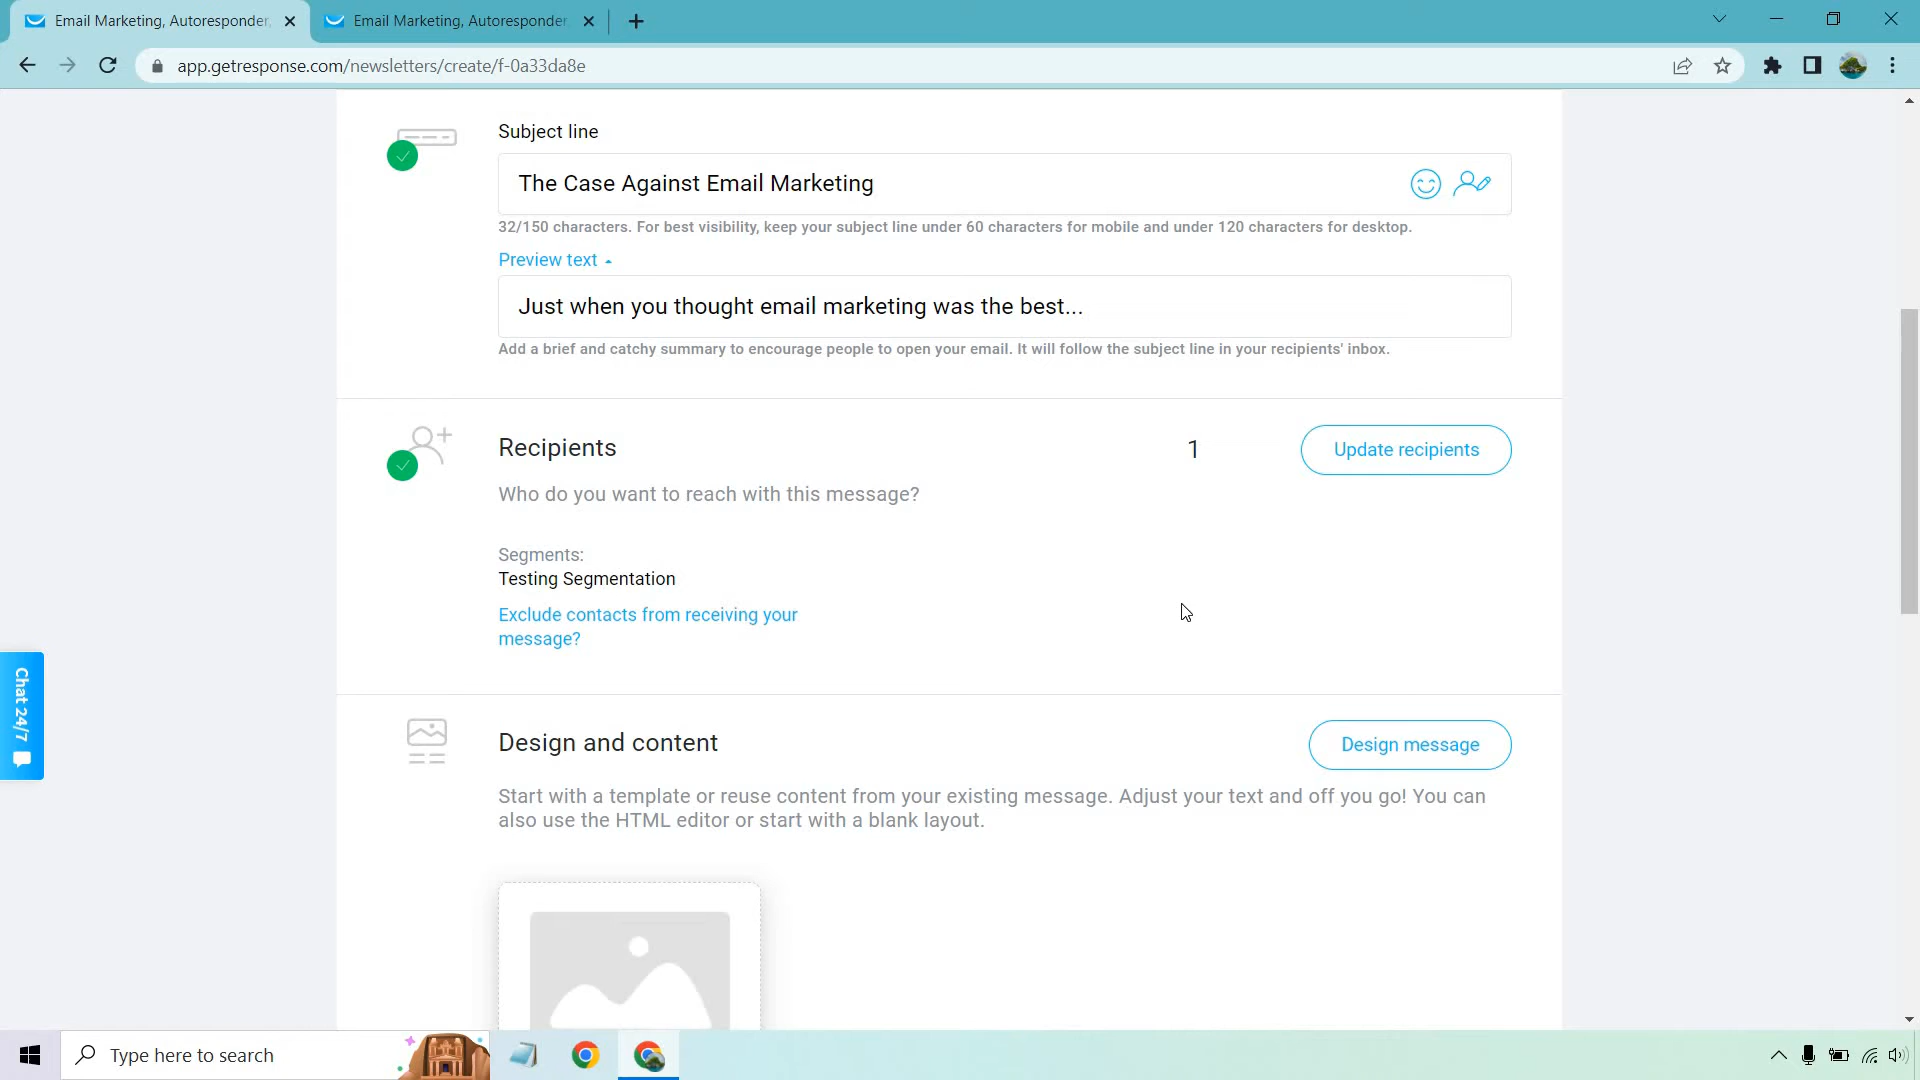 Email Marketing, Autoresponder,
Email Marketing, Autoresponder
app.getresponse.com/newsletters/create/f-0a33da8e
Subject line
The Case Against Email Marketing
32/150 characters. For best visibility, keep your subject line under 60 characters for mobile and under 120 characters for desktop.
Preview text
Just when you thought email marketing was the best...
Add a brief and catchy summary to encourage people to open your email. It will follow the subject line in your recipients' inbox.
Recipients
1
Update recipients
Who do you want to reach with this message?
Segments:
Testing Segmentation
Exclude contacts from receiving your
message?
Chat 24/7
Design and content
Design message
Start with a template or reuse content from your existing message. Adjust your text and off you go! You can
also use the HTML editor or start with a blank layout.
Type here to search